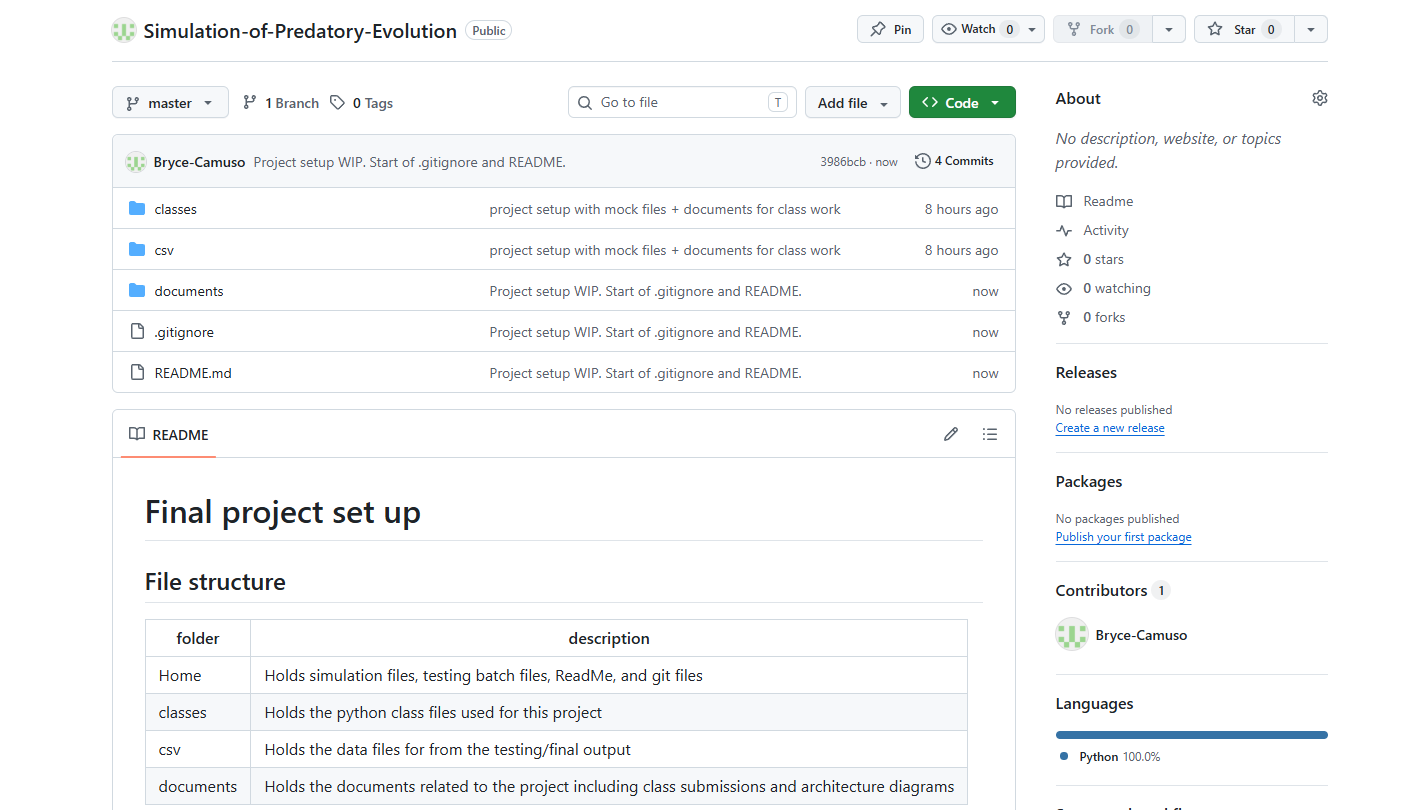 Simulation-of-Predatory-Evolution Public Pin Watch 0 Fork 0 Star 0
master 1 Branch 0 Tags Go to file T Add file Code
Bryce-Camuso Project setup WIP. Start of .gitignore and README. 3986bcb · now 4 Commits
classes project setup with mock files + documents for class work 8 hours ago
csv project setup with mock files + documents for class work 8 hours ago
documents Project setup WIP. Start of .gitignore and README. now
.gitignore Project setup WIP. Start of .gitignore and README. now
README.md Project setup WIP. Start of .gitignore and README. now
README
Final project set up
File structure
folder description
Home Holds simulation files, testing batch files, ReadMe, and git files
classes Holds the python class files used for this project
csv Holds the data files for from the testing/final output
documents Holds the documents related to the project including class submissions and architecture diagrams
About
No description, website, or topics
provided.
Readme
Activity
0 stars
0 watching
0 forks
Releases
No releases published
Create a new release
Packages
No packages published
Publish your first package
Contributors 1
Bryce-Camuso
Languages
Python 100.0%